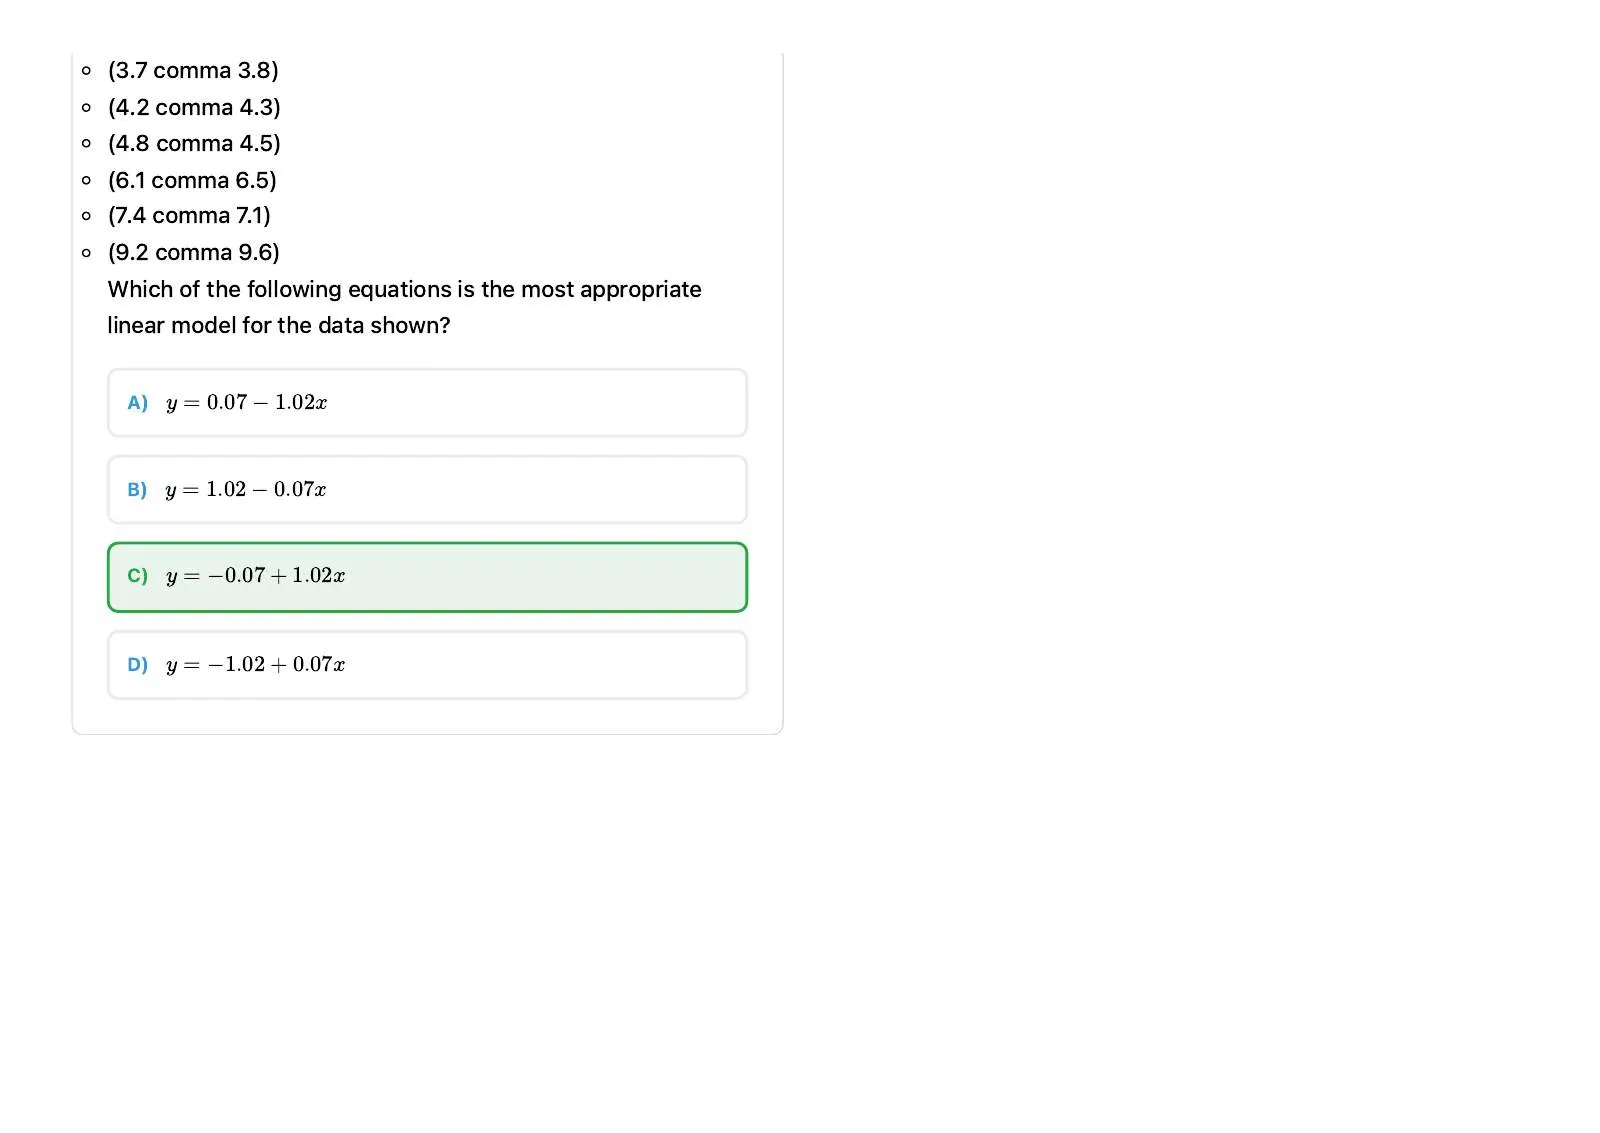 (3.7 comma 3.8)
(4.2 comma 4.3)
(4.8 comma 4.5)
(6.1 comma 6.5)
(7.4 comma 7.1)
(9.2 comma 9.6)
Which of the following equations is the most appropriate
linear model for the data shown?
A) y = 0.07 − 1.02x
B) y = 1.02 − 0.07x
C) y = −0.07 + 1.02x
D) y = −1.02 + 0.07x